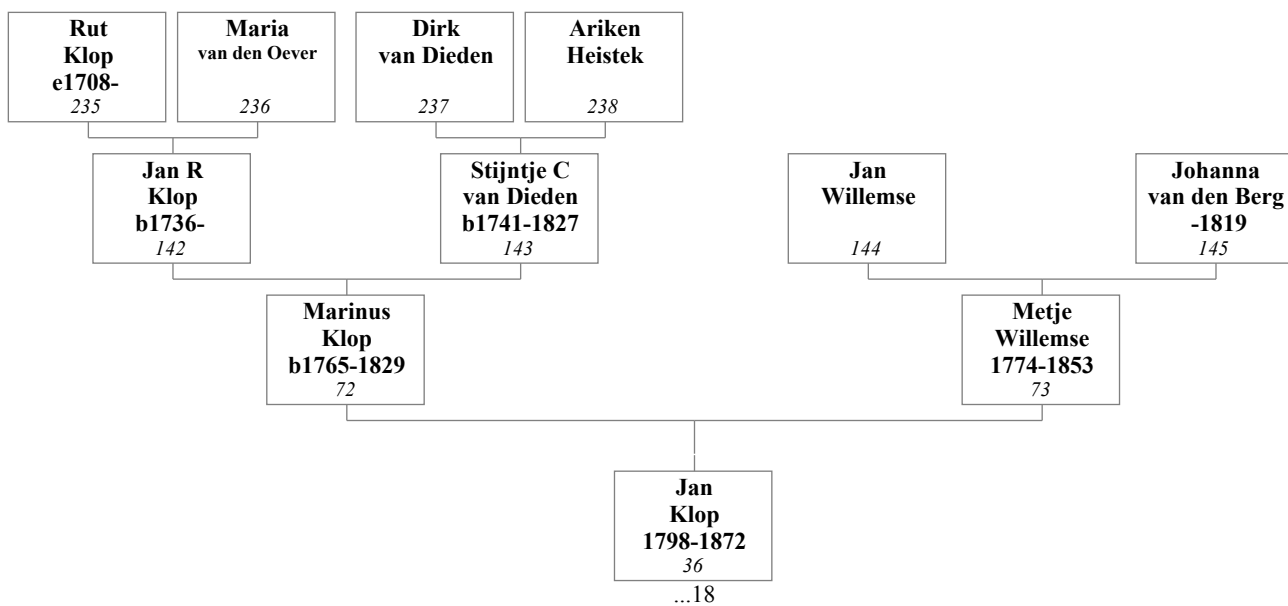 Rut
Klop
e1708-
235
Maria
van den Oever
236
Dirk
van Dieden
237
Ariken
Heistek
238
Jan R
Klop
b1736-
142
Stijntje C
van Dieden
b1741-1827
143
Jan
Willemse
144
Johanna
van den Berg
-1819
145
Marinus
Klop
b1765-1829
72
Metje
Willemse
1774-1853
73
Jan
Klop
1798-1872
36
...18